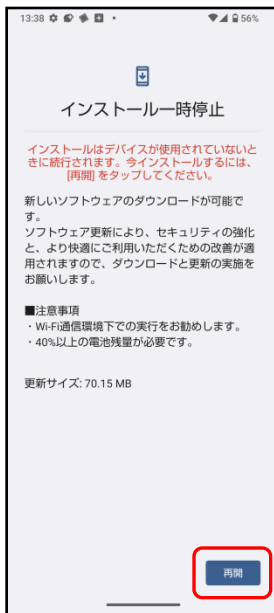 13:38 56%
インストール一時停止
インストールはデバイスが使用されていないと
きに続行されます。今インストールするには、
[再開] をタップしてください。
新しいソフトウェアのダウンロードが可能で
す。
ソフトウェア更新により、セキュリティの強化
と、より快適にご利用いただくための改善が適
用されますので、ダウンロードと更新の実施を
お願いします。
■注意事項
・Wi-Fi通信環境下での実行をお勧めします。
・40%以上の電池残量が必要です。
更新サイズ: 70.15 MB
再開